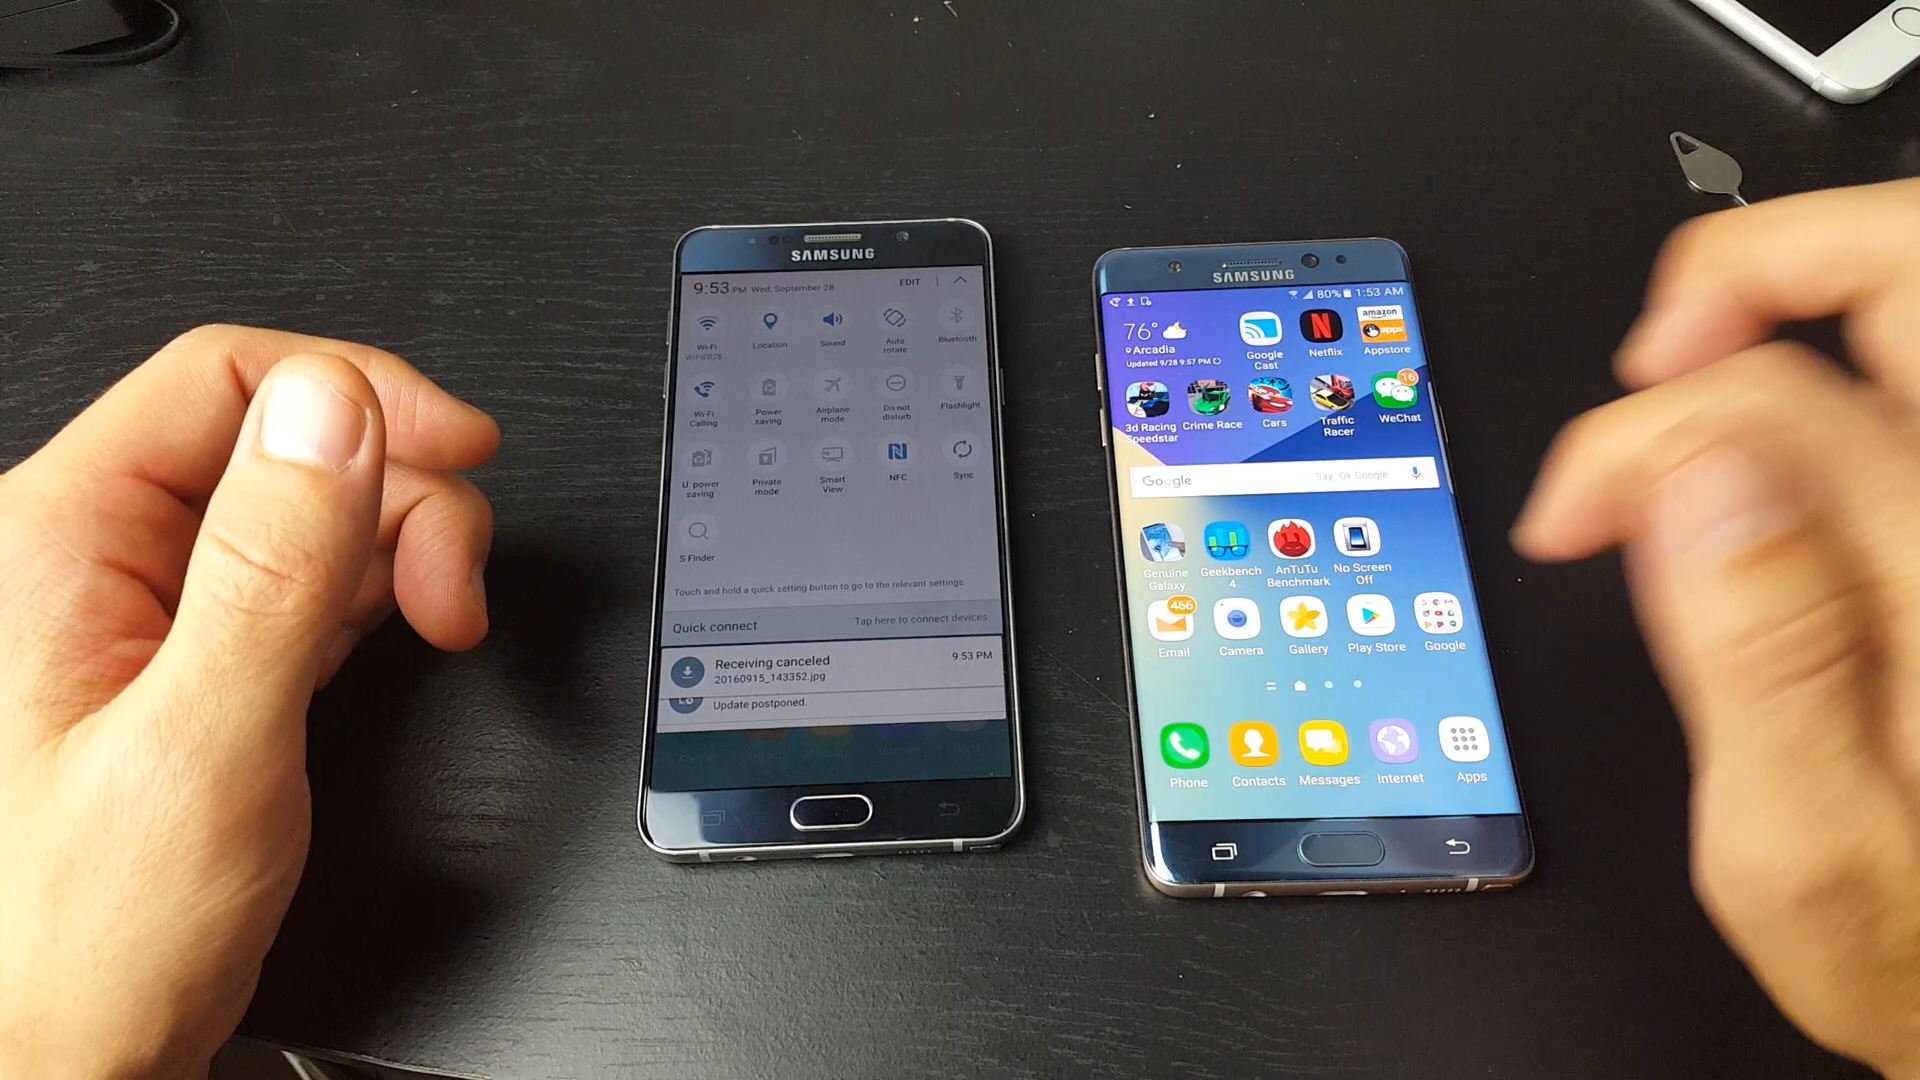 SAMSUNG
9:53 PM Wed, September 28
EDIT
Wi-Fi
Location
Sound
Auto
rotate
Bluetooth
Wi-Fi
Calling
Power
saving
Airplane
mode
Do not
disturb
Flashlight
U. power
saving
Private
mode
Smart
View
NFC
Sync
S Finder
Touch and hold a quick setting button to go to the relevant settings.
Quick connect
Tap here to connect devices.
Receiving canceled
9:53 PM
20160915_143352.jpg
Update postponed.
SAMSUNG
80% 1:53 AM
76°
Arcadia
Updated 9/28 9:57 PM
Google
Cast
Netflix
amazon
apps
Appstore
3d Racing
Speedstar
Crime Race
Cars
Traffic
Racer
16
WeChat
Google
Say "Ok Google"
Genuine
Galaxy
Geekbench
4
AnTuTu
Benchmark
No Screen
Off
466
Email
Camera
Gallery
Play Store
Google
Phone
Contacts
Messages
Internet
Apps